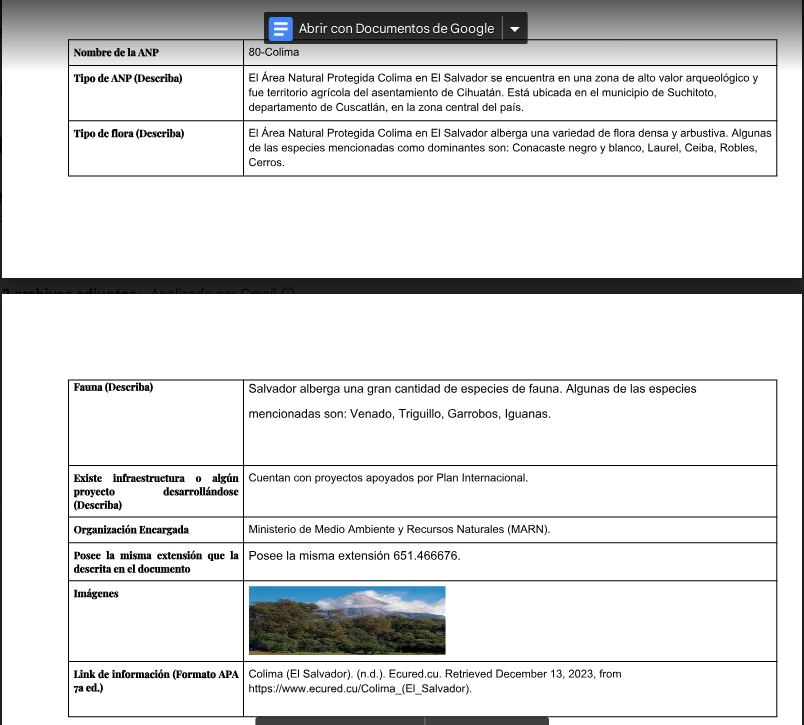 Abrir con Documentos de Google
Nombre de la ANP
80-Colima
Tipo de ANP (Describa)
El Área Natural Protegida Colima en El Salvador se encuentra en una zona de alto valor arqueológico y
fue territorio agrícola del asentamiento de Cihuatán. Está ubicada en el municipio de Suchitoto,
departamento de Cuscatlán, en la zona central del país.
Tipo de flora (Describa)
El Área Natural Protegida Colima en El Salvador alberga una variedad de flora densa y arbustiva. Algunas
de las especies mencionadas como dominantes son: Conacaste negro y blanco, Laurel, Ceiba, Robles,
Cerros.
2 archivos adjuntos: Analizado por Gmail
Fauna (Describa)
Salvador alberga una gran cantidad de especies de fauna. Algunas de las especies
mencionadas son: Venado, Triguillo, Garrobos, Iguanas.
Existe infraestructura o algún
proyecto desarrollándose
(Describa)
Cuentan con proyectos apoyados por Plan Internacional.
Organización Encargada
Ministerio de Medio Ambiente y Recursos Naturales (MARN).
Posee la misma extensión que la
descrita en el documento
Posee la misma extensión 651.466676.
Imágenes
Link de información (Formato APA
7a ed.)
Colima (El Salvador). (n.d.). Ecured.cu. Retrieved December 13, 2023, from
https://www.ecured.cu/Colima_(El_Salvador).